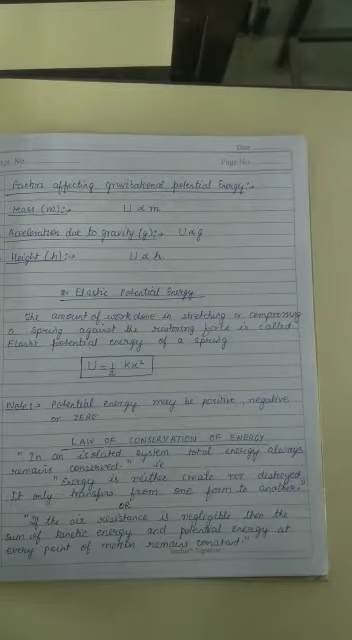 Date
Page No.
Factors affecting gravitational potential Energy:→
Mass (m):→ U ∝ m
Acceleration due to gravity (g):→ U ∝ g
Height (h):→ U ∝ h.
2. Elastic Potential Energy
The amount of work done in stretching or compressing
a spring against the restoring force is called
Elastic potential energy of a spring
U = 1/2 Kx²
Note:→ Potential energy may be positive, negative
or zero
LAW OF CONSERVATION OF ENERGY
"In an isolated system total energy always
remains conserved." ie
"Energy is neither create nor destroyed
It only transfers from one form to another."
OR
"If the air resistance is negligible then the
sum of kinetic energy and potential energy at
every point of motion remains constant."
Teacher's Signature